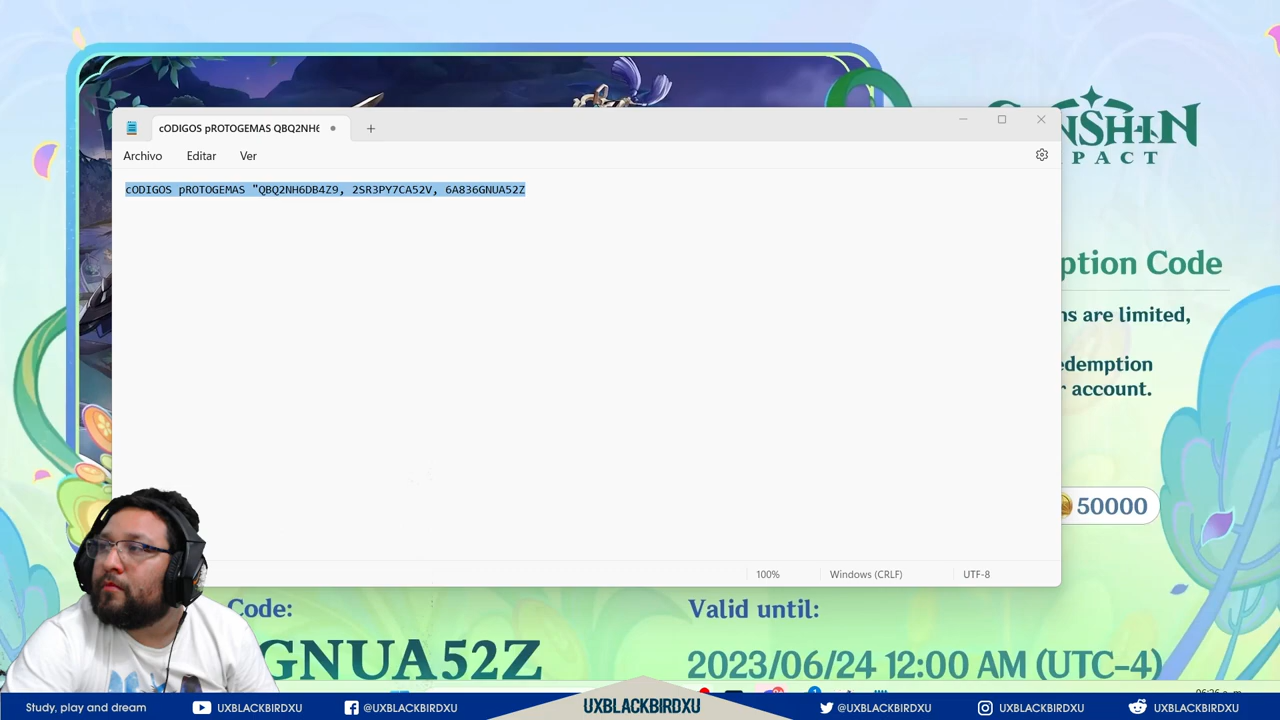 cODIGOS pROTOGEMAS QBQ2NH6
Archivo Editar Ver
cODIGOS pROTOGEMAS "QBQ2NH6DB4Z9, 2SR3PY7CA52V, 6A836GNUA52Z
NSHIN
PACT
ption Code
ns are limited,
edemption
r account.
50000
100% Windows (CRLF) UTF-8
Code:
GNUA52Z
Valid until:
2023/06/24 12:00 AM (UTC-4)
Study, play and dream
UXBLACKBIRDXU
@UXBLACKBIRDXU
UXBLACKBIRDXU
@UXBLACKBIRDXU
UXBLACKBIRDXU
UXBLACKBIRDXU